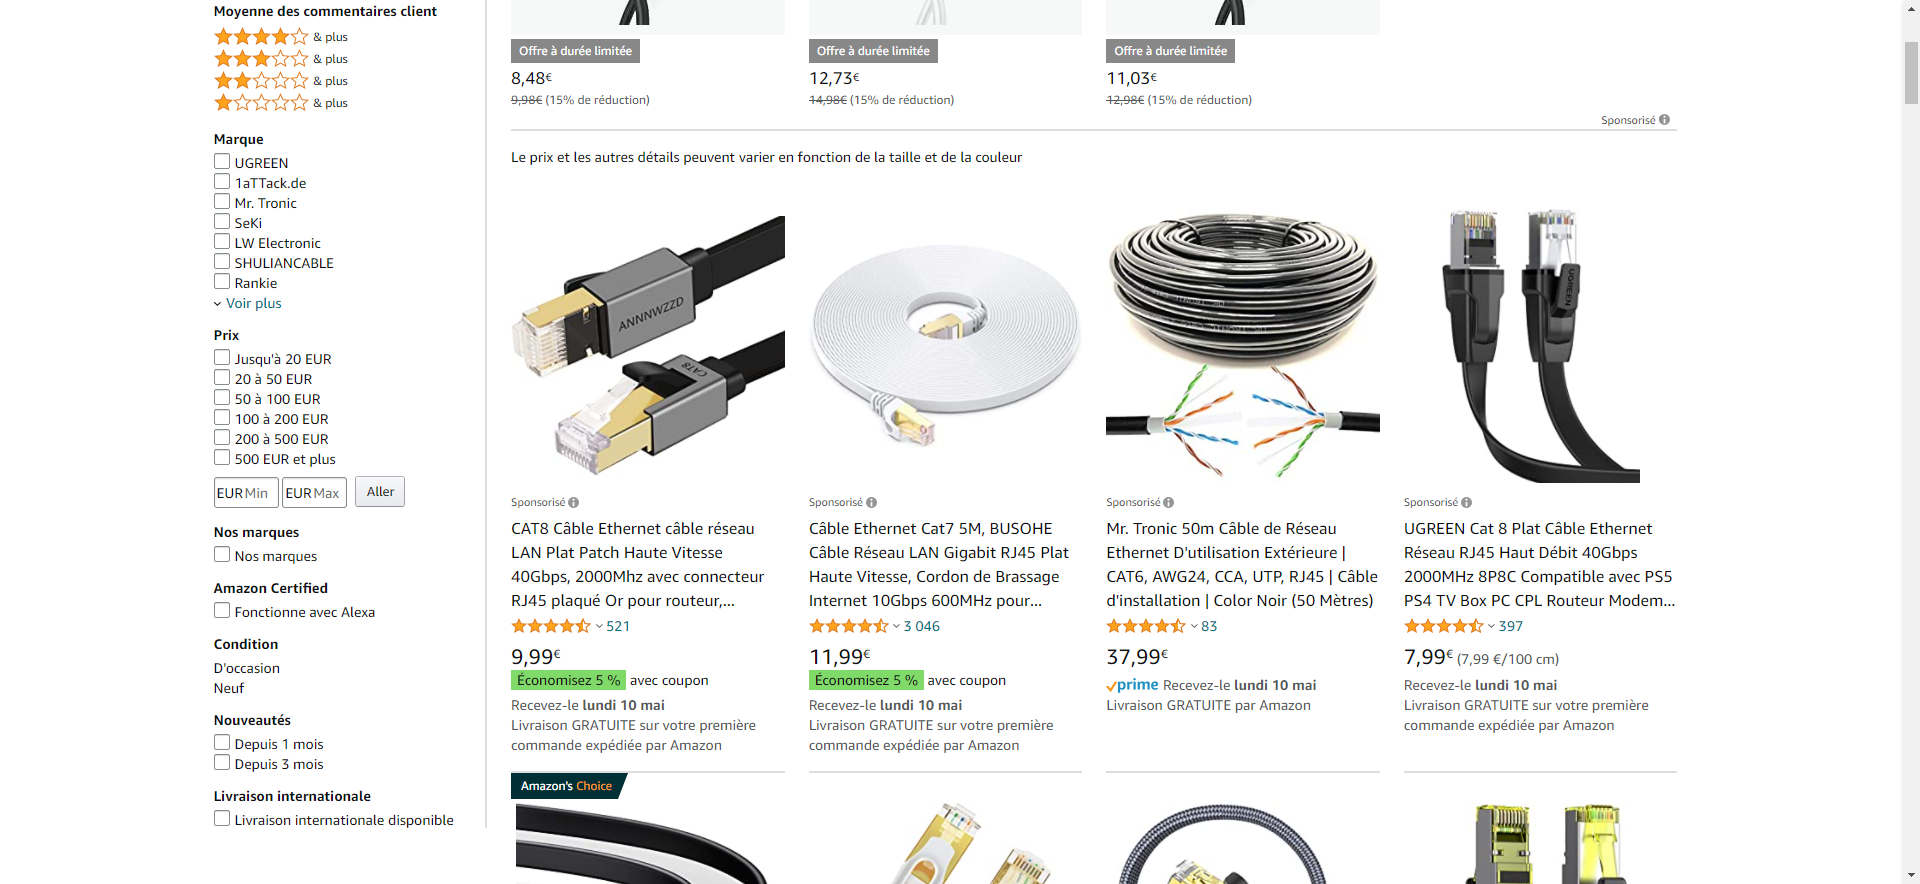 Moyenne des commentaires client
& plus
& plus
& plus
& plus
Marque
UGREEN
1aTTack.de
Mr. Tronic
SeKi
LW Electronic
SHULIANCABLE
Rankie
Voir plus
Prix
Jusqu'à 20 EUR
20 à 50 EUR
50 à 100 EUR
100 à 200 EUR
200 à 500 EUR
500 EUR et plus
EUR Min EUR Max Aller
Nos marques
Nos marques
Amazon Certified
Fonctionne avec Alexa
Condition
D'occasion
Neuf
Nouveautés
Depuis 1 mois
Depuis 3 mois
Livraison internationale
Livraison internationale disponible
Offre à durée limitée
8,48€
9,98€ (15% de réduction)
Offre à durée limitée
12,73€
14,98€ (15% de réduction)
Offre à durée limitée
11,03€
12,98€ (15% de réduction)
Sponsorisé
Le prix et les autres détails peuvent varier en fonction de la taille et de la couleur
ANNNWZZD
CAT8
Sponsorisé
CAT8 Câble Ethernet câble réseau
LAN Plat Patch Haute Vitesse
40Gbps, 2000Mhz avec connecteur
RJ45 plaqué Or pour routeur,...
521
9,99€
Économisez 5 % avec coupon
Recevez-le lundi 10 mai
Livraison GRATUITE sur votre première
commande expédiée par Amazon
Sponsorisé
Câble Ethernet Cat7 5M, BUSOHE
Câble Réseau LAN Gigabit RJ45 Plat
Haute Vitesse, Cordon de Brassage
Internet 10Gbps 600MHz pour...
3 046
11,99€
Économisez 5 % avec coupon
Recevez-le lundi 10 mai
Livraison GRATUITE sur votre première
commande expédiée par Amazon
Sponsorisé
Mr. Tronic 50m Câble de Réseau
Ethernet D'utilisation Extérieure |
CAT6, AWG24, CCA, UTP, RJ45 | Câble
d'installation | Color Noir (50 Mètres)
83
37,99€
prime Recevez-le lundi 10 mai
Livraison GRATUITE par Amazon
UGREEN
Sponsorisé
UGREEN Cat 8 Plat Câble Ethernet
Réseau RJ45 Haut Débit 40Gbps
2000MHz 8P8C Compatible avec PS5
PS4 TV Box PC CPL Routeur Modem...
397
7,99€ (7,99 €/100 cm)
Recevez-le lundi 10 mai
Livraison GRATUITE sur votre première
commande expédiée par Amazon
Amazon's Choice